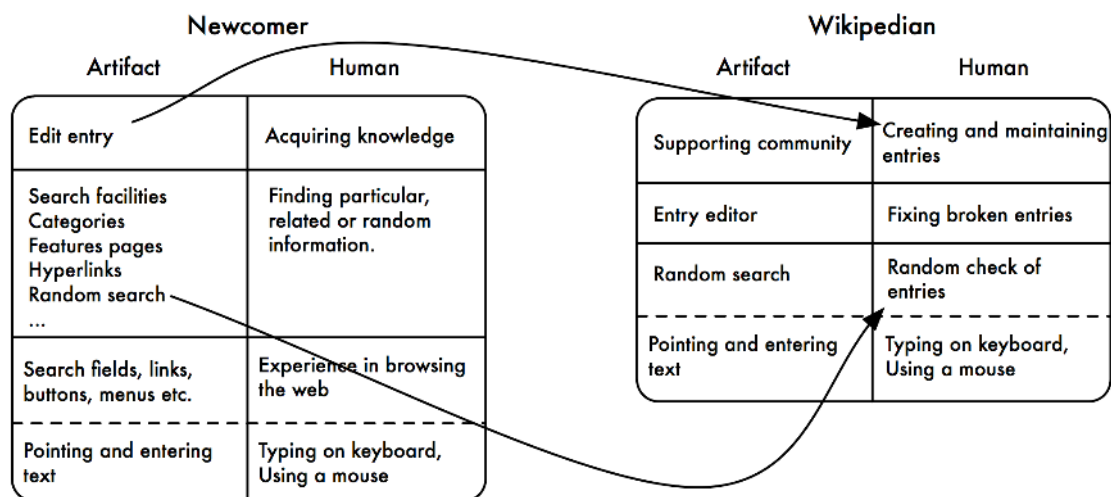 Newcomer
Artifact
Human
Edit entry
Acquiring knowledge
Search facilities
Categories
Features pages
Hyperlinks
Random search
...
Finding particular,
related or random
information.
Search fields, links,
buttons, menus etc.
Experience in browsing
the web
Pointing and entering
text
Typing on keyboard,
Using a mouse
Wikipedian
Artifact
Human
Supporting community
Creating and maintaining
entries
Entry editor
Fixing broken entries
Random search
Random check of
entries
Pointing and entering
text
Typing on keyboard,
Using a mouse